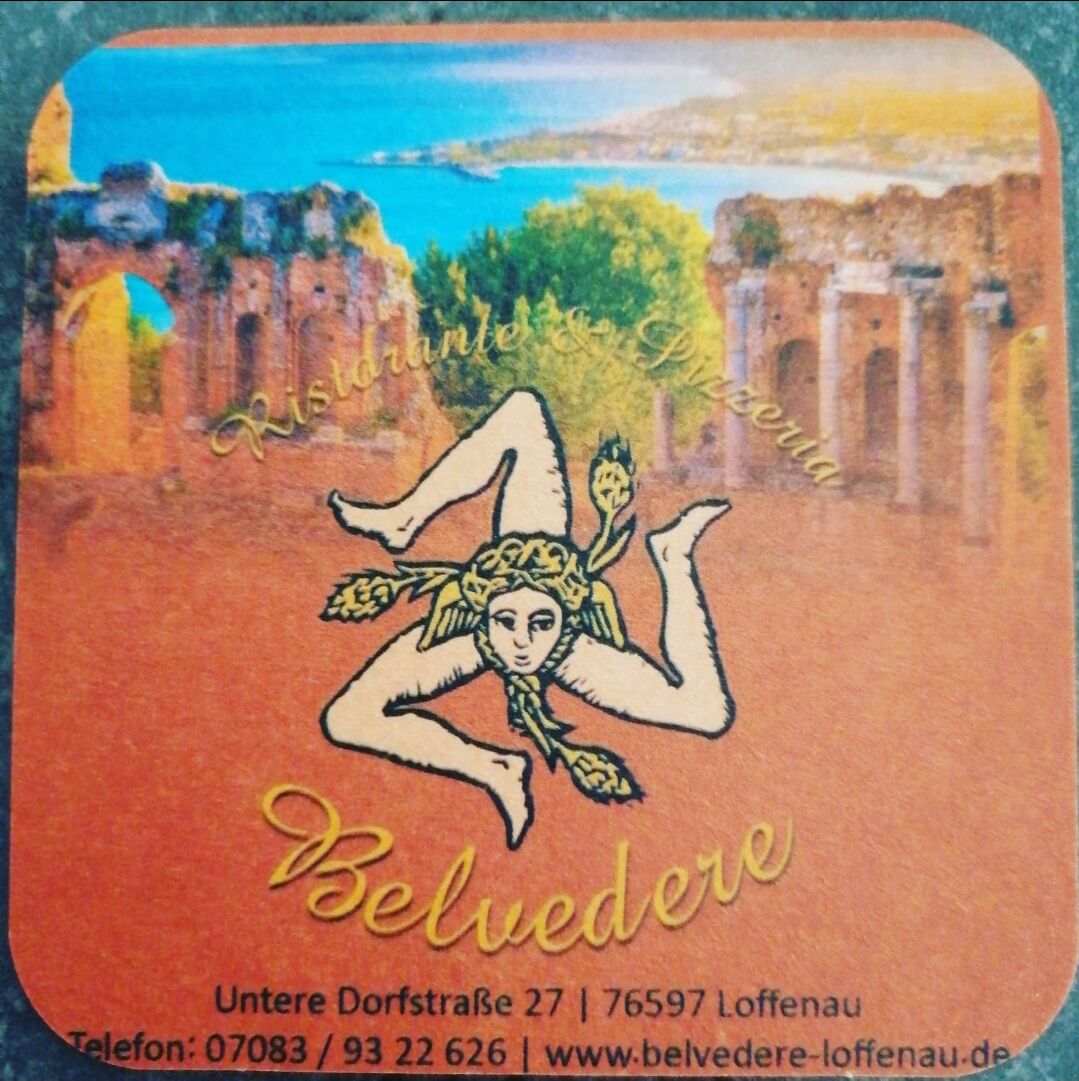 Ristorante & Pizzeria
Belvedere
Untere Dorfstraße 27 | 76597 Loffenau
Telefon: 07083 / 93 22 626 | www.belvedere-loffenau.de